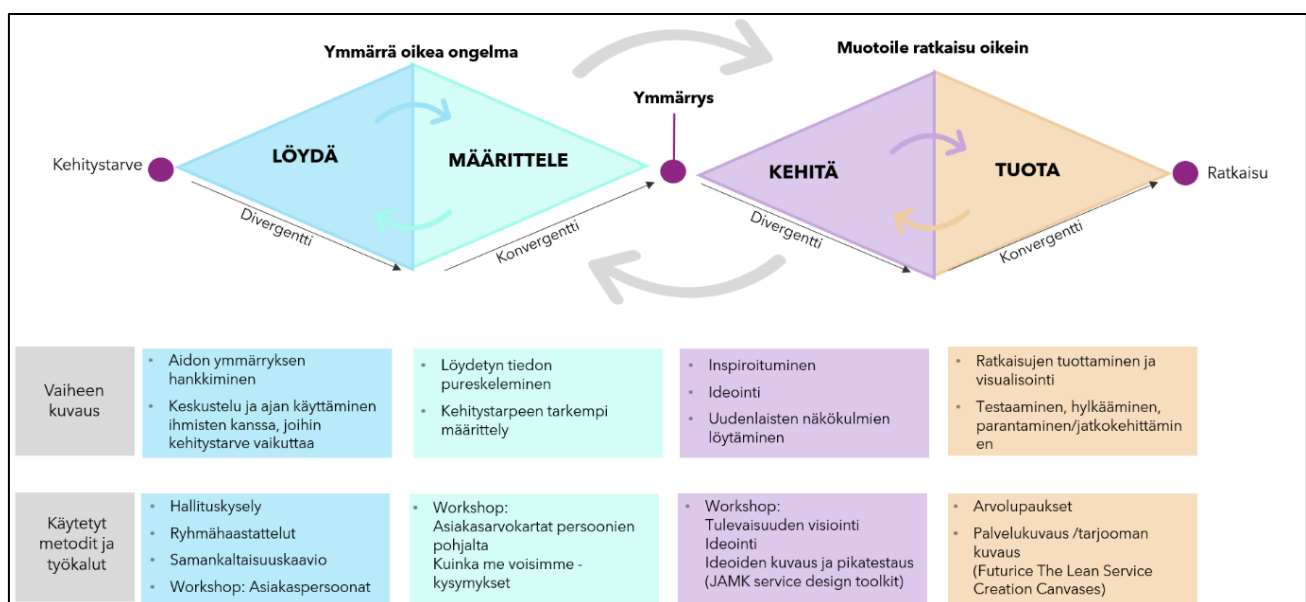 Ymmärrä oikea ongelma
Muotoile ratkaisu oikein
Ymmärrys
Kehitystarve
LÖYDÄ
MÄÄRITTELE
KEHITÄ
TUOTA
Ratkaisu
Divergentti
Konvergentti
Divergentti
Konvergentti
Vaiheen
kuvaus
• Aidon ymmärryksen
hankkiminen
• Keskustelu ja ajan käyttäminen
ihmisten kanssa, joihin
kehitystarve vaikuttaa
• Löydetyn tiedon
pureskeleminen
• Kehitystarpeen tarkempi
määrittely
• Inspiroituminen
• Ideointi
• Uudenlaisten näkökulmien
löytäminen
• Ratkaisujen tuottaminen ja
visualisointi
• Testaaminen, hylkääminen,
parantaminen/jatkokehittämin
en
Käytetyt
metodit ja
työkalut
• Hallituskysely
• Ryhmähaastattelut
• Samankaltaisuuskaavio
• Workshop: Asiakaspersoonat
• Workshop:
Asiakasarvokartat persoonien
pohjalta
Kuinka me voisimme -
kysymykset
• Workshop:
Tulevaisuuden visiointi
Ideointi
Ideoiden kuvaus ja pikatestaus
(JAMK service design toolkit)
• Arvolupaukset
• Palvelukuvaus /tarjooman
kuvaus
(Futurice The Lean Service
Creation Canvases)